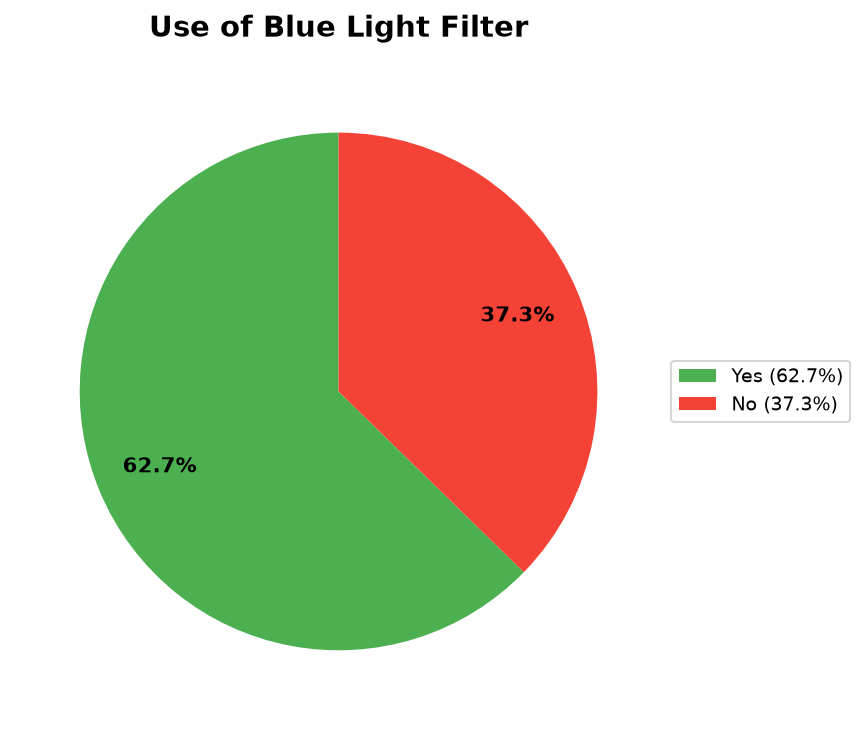 Use of Blue Light Filter
37.3%
62.7%
Yes (62.7%)
No (37.3%)